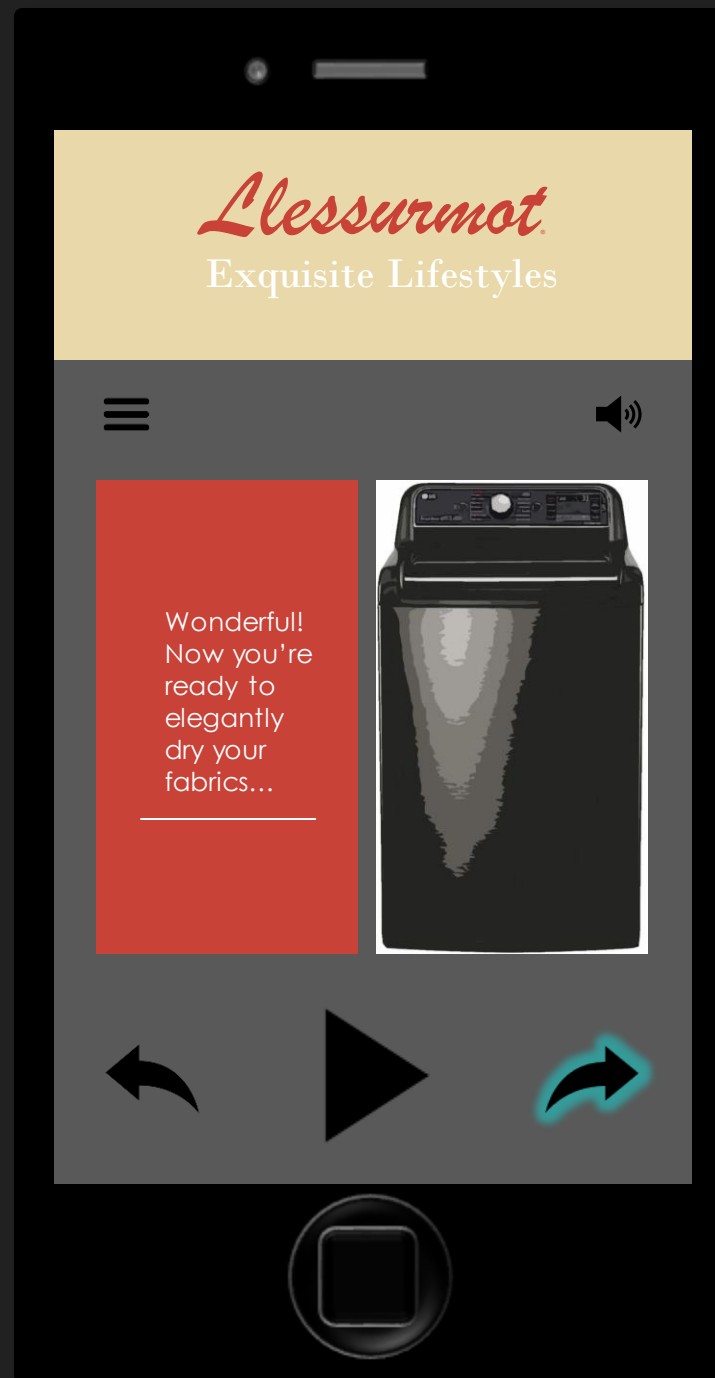 Llessurmot
Exquisite Lifestyles
Wonderful!
Now you're
ready to
elegantly
dry your
fabrics...